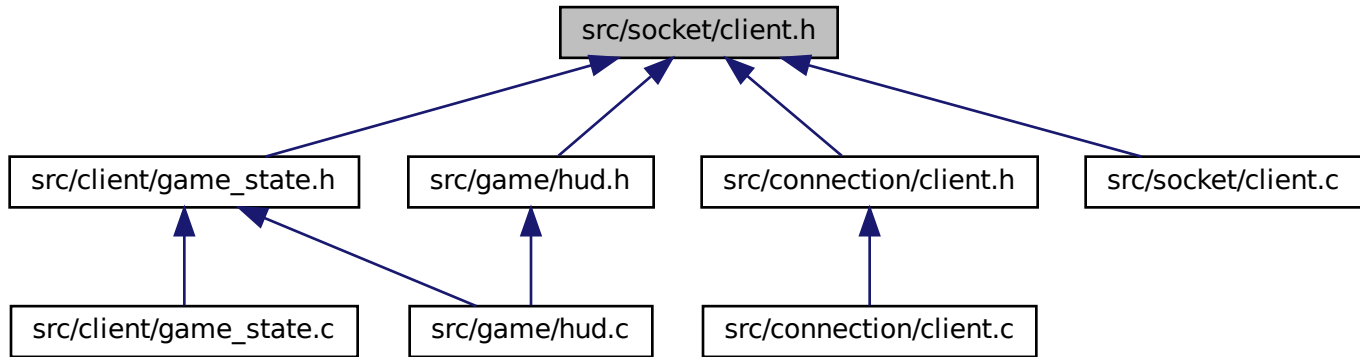 src/socket/client.h
src/client/game_state.h
src/game/hud.h
src/connection/client.h
src/socket/client.c
src/client/game_state.c
src/game/hud.c
src/connection/client.c